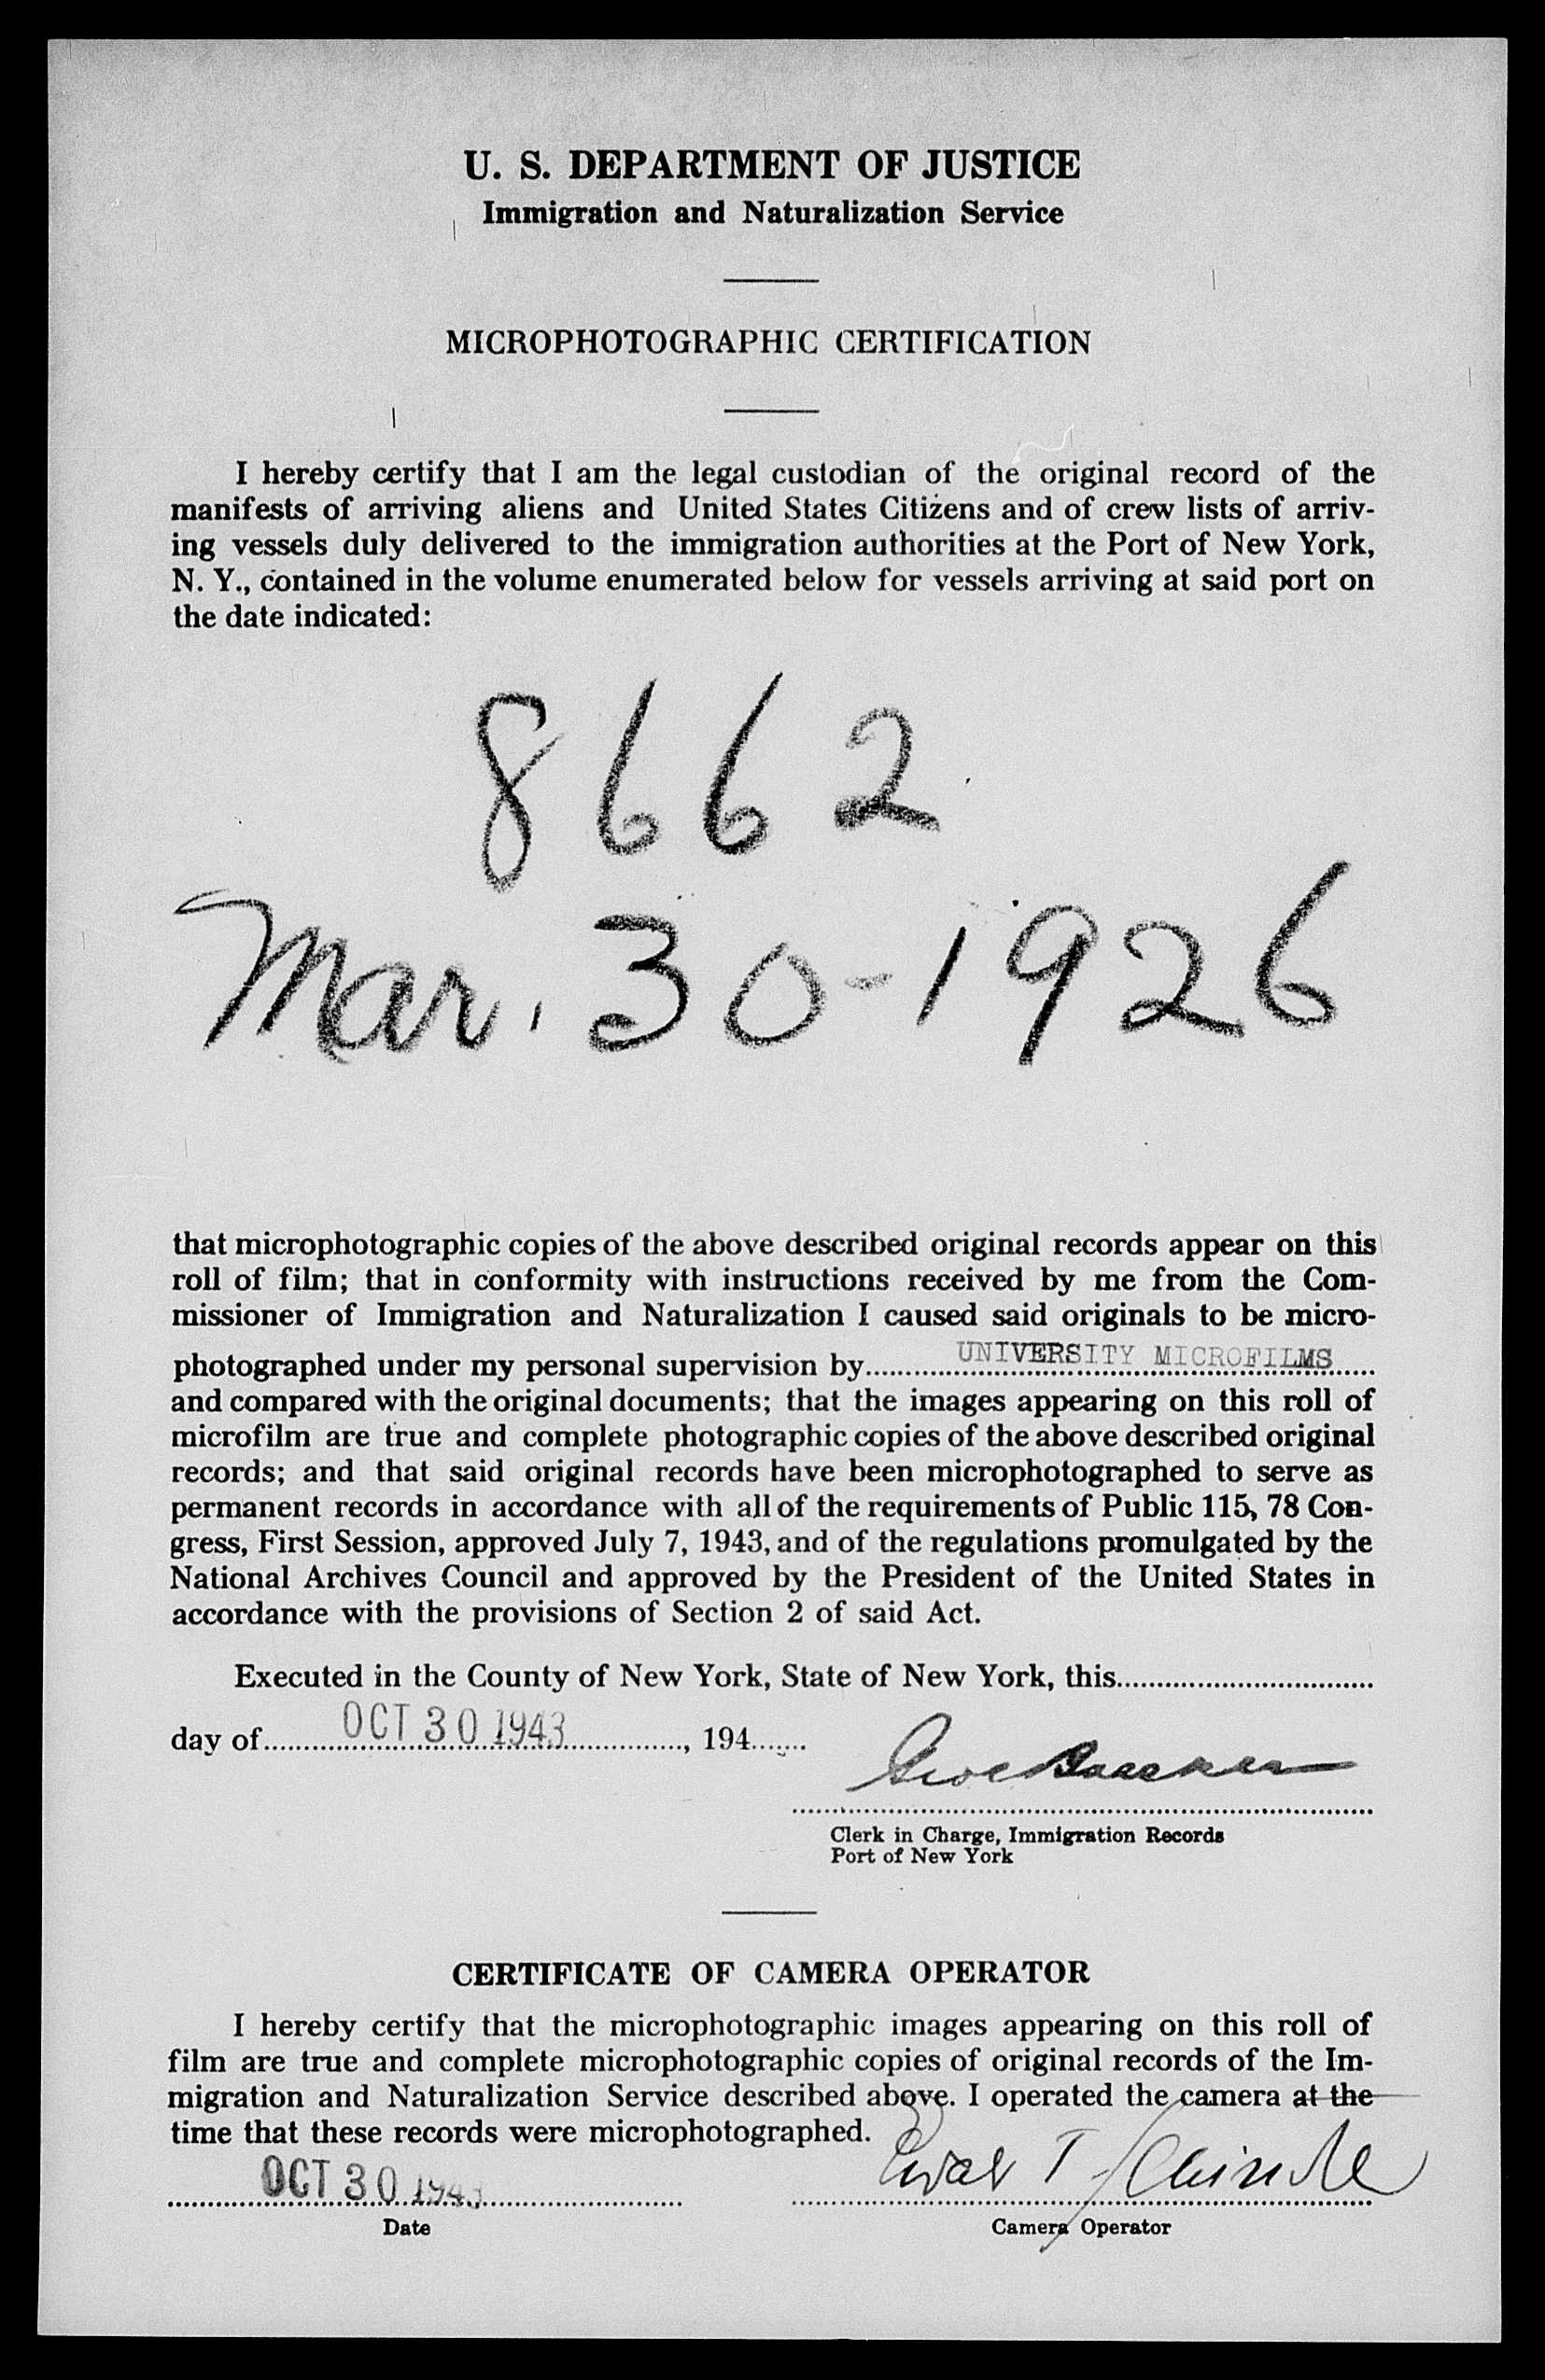 U. S. DEPARTMENT OF JUSTICE
Immigration and Naturalization Service
MICROPHOTOGRAPHIC CERTIFICATION
I hereby certify that I am the legal custodian of the original record of the
manifests of arriving aliens and United States Citizens and of crew lists of arriv-
ing vessels duly delivered to the immigration authorities at the Port of New York,
N. Y., contained in the volume enumerated below for vessels arriving at said port on
the date indicated:
8662
Mar. 30-1926
that microphotographic copies of the above described original records appear on this
roll of film; that in conformity with instructions received by me from the Com-
missioner of Immigration and Naturalization I caused said originals to be micro-
photographed under my personal supervision by UNIVERSITY MICROFILMS
and compared with the original documents; that the images appearing on this roll of
microfilm are true and complete photographic copies of the above described original
records; and that said original records have been microphotographed to serve as
permanent records in accordance with all of the requirements of Public 115, 78 Con-
gress, First Session, approved July 7, 1943, and of the regulations promulgated by the
National Archives Council and approved by the President of the United States in
accordance with the provisions of Section 2 of said Act.
Executed in the County of New York, State of New York, this
day of OCT 30 1943, 194
Clerk in Charge, Immigration Records
Port of New York
CERTIFICATE OF CAMERA OPERATOR
I hereby certify that the microphotographic images appearing on this roll of
film are true and complete microphotographic copies of original records of the Im-
migration and Naturalization Service described above. I operated the camera at the
time that these records were microphotographed.
OCT 30 1943
Date
Camera Operator